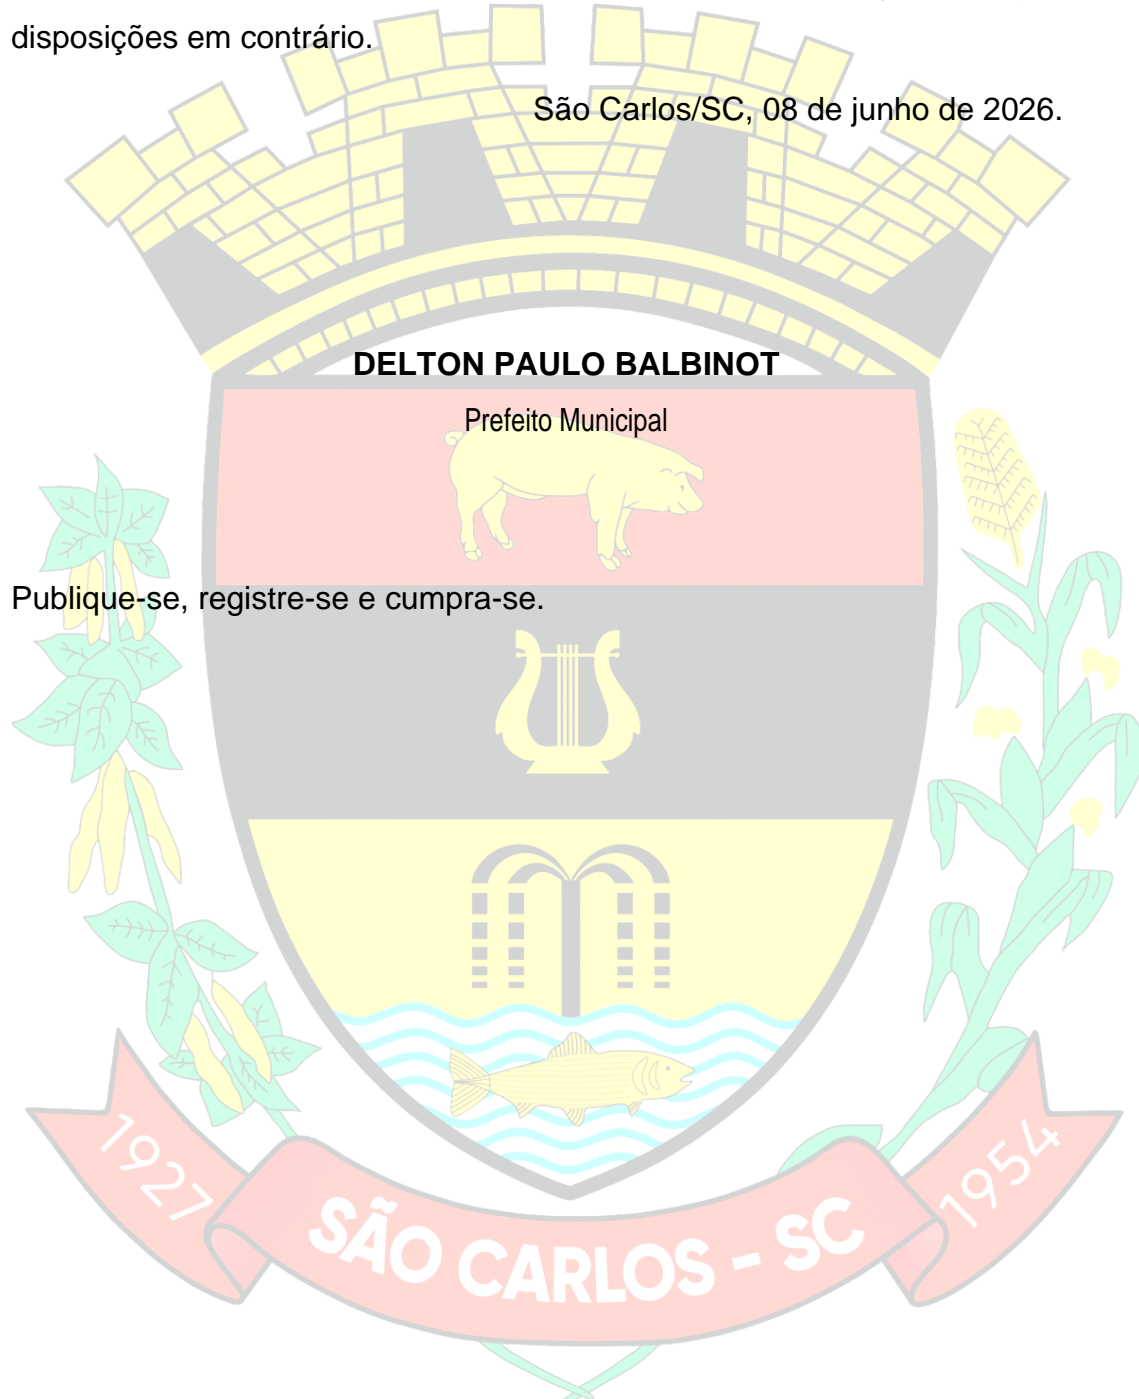 disposições em contrário.
São Carlos/SC, 08 de junho de 2026.
DELTON PAULO BALBINOT
Prefeito Municipal
Publique-se, registre-se e cumpra-se.
1927
SÃO CARLOS - SC
1954